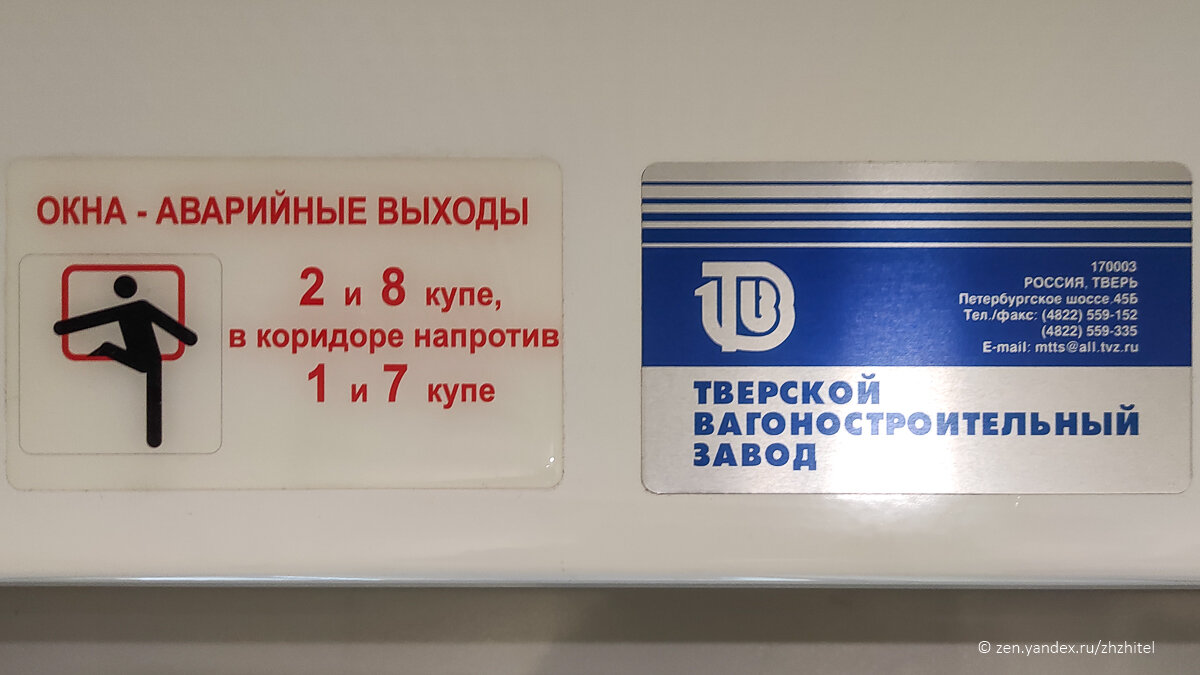 ОКНА - АВАРИЙНЫЕ ВЫХОДЫ
2 и 8 купе,
в коридоре напротив
1 и 7 купе
170003
РОССИЯ, ТВЕРЬ
Петербургское шоссе.45Б
Тел./факс: (4822) 559-152
(4822) 559-335
E-mail: mtts@all.tvz.ru
ТВ
ТВЕРСКОЙ
ВАГОНОСТРОИТЕЛЬНЫЙ
ЗАВОД
© zen.yandex.ru/zhzhitel